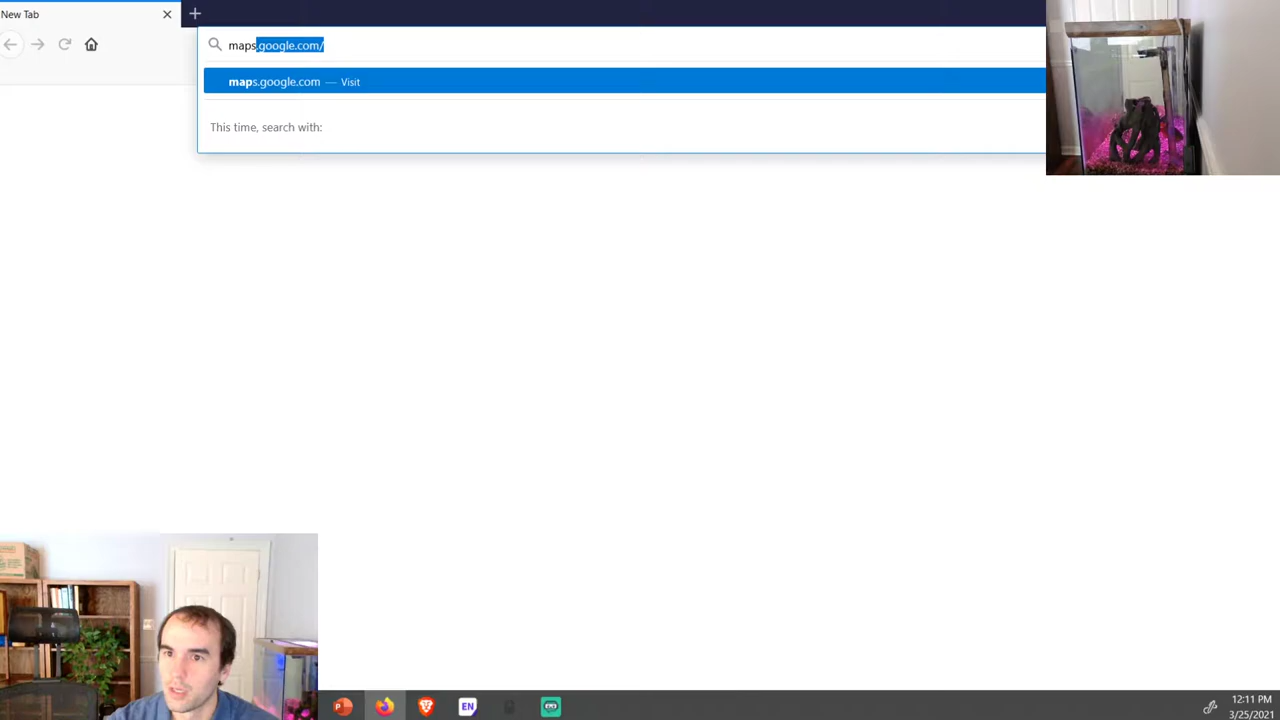 New Tab
maps.google.com/
maps.google.com — Visit
This time, search with:
P
EN
12:11 PM
3/25/2021